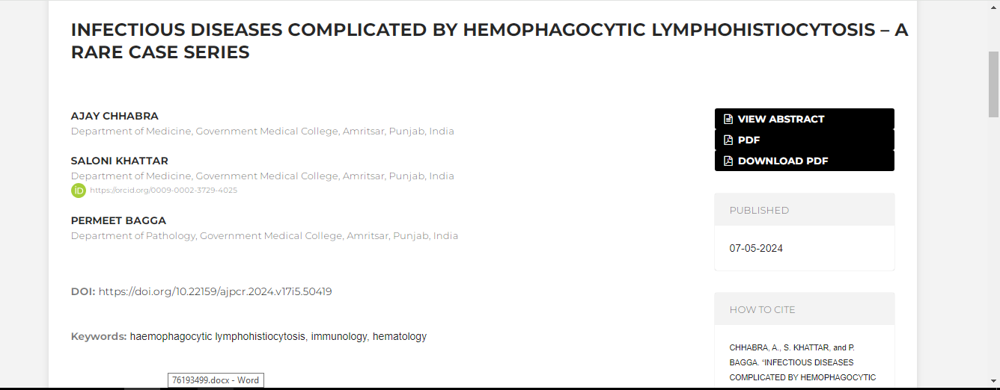 INFECTIOUS DISEASES COMPLICATED BY HEMOPHAGOCYTIC LYMPHOHISTIOCYTOSIS – A
RARE CASE SERIES
AJAY CHHABRA
Department of Medicine, Government Medical College, Amritsar, Punjab, India
SALONI KHATTAR
Department of Medicine, Government Medical College, Amritsar, Punjab, India
iD https://orcid.org/0009-0002-3729-4025
PERMEET BAGGA
Department of Pathology, Government Medical College, Amritsar, Punjab, India
DOI: https://doi.org/10.22159/ajpcr.2024.v17i5.50419
Keywords: haemophagocytic lymphohistiocytosis, immunology, hematology
VIEW ABSTRACT
PDF
DOWNLOAD PDF
PUBLISHED
07-05-2024
HOW TO CITE
CHHABRA, A., S. KHATTAR, and P.
BAGGA. “INFECTIOUS DISEASES
COMPLICATED BY HEMOPHAGOCYTIC
76193499.docx - Word